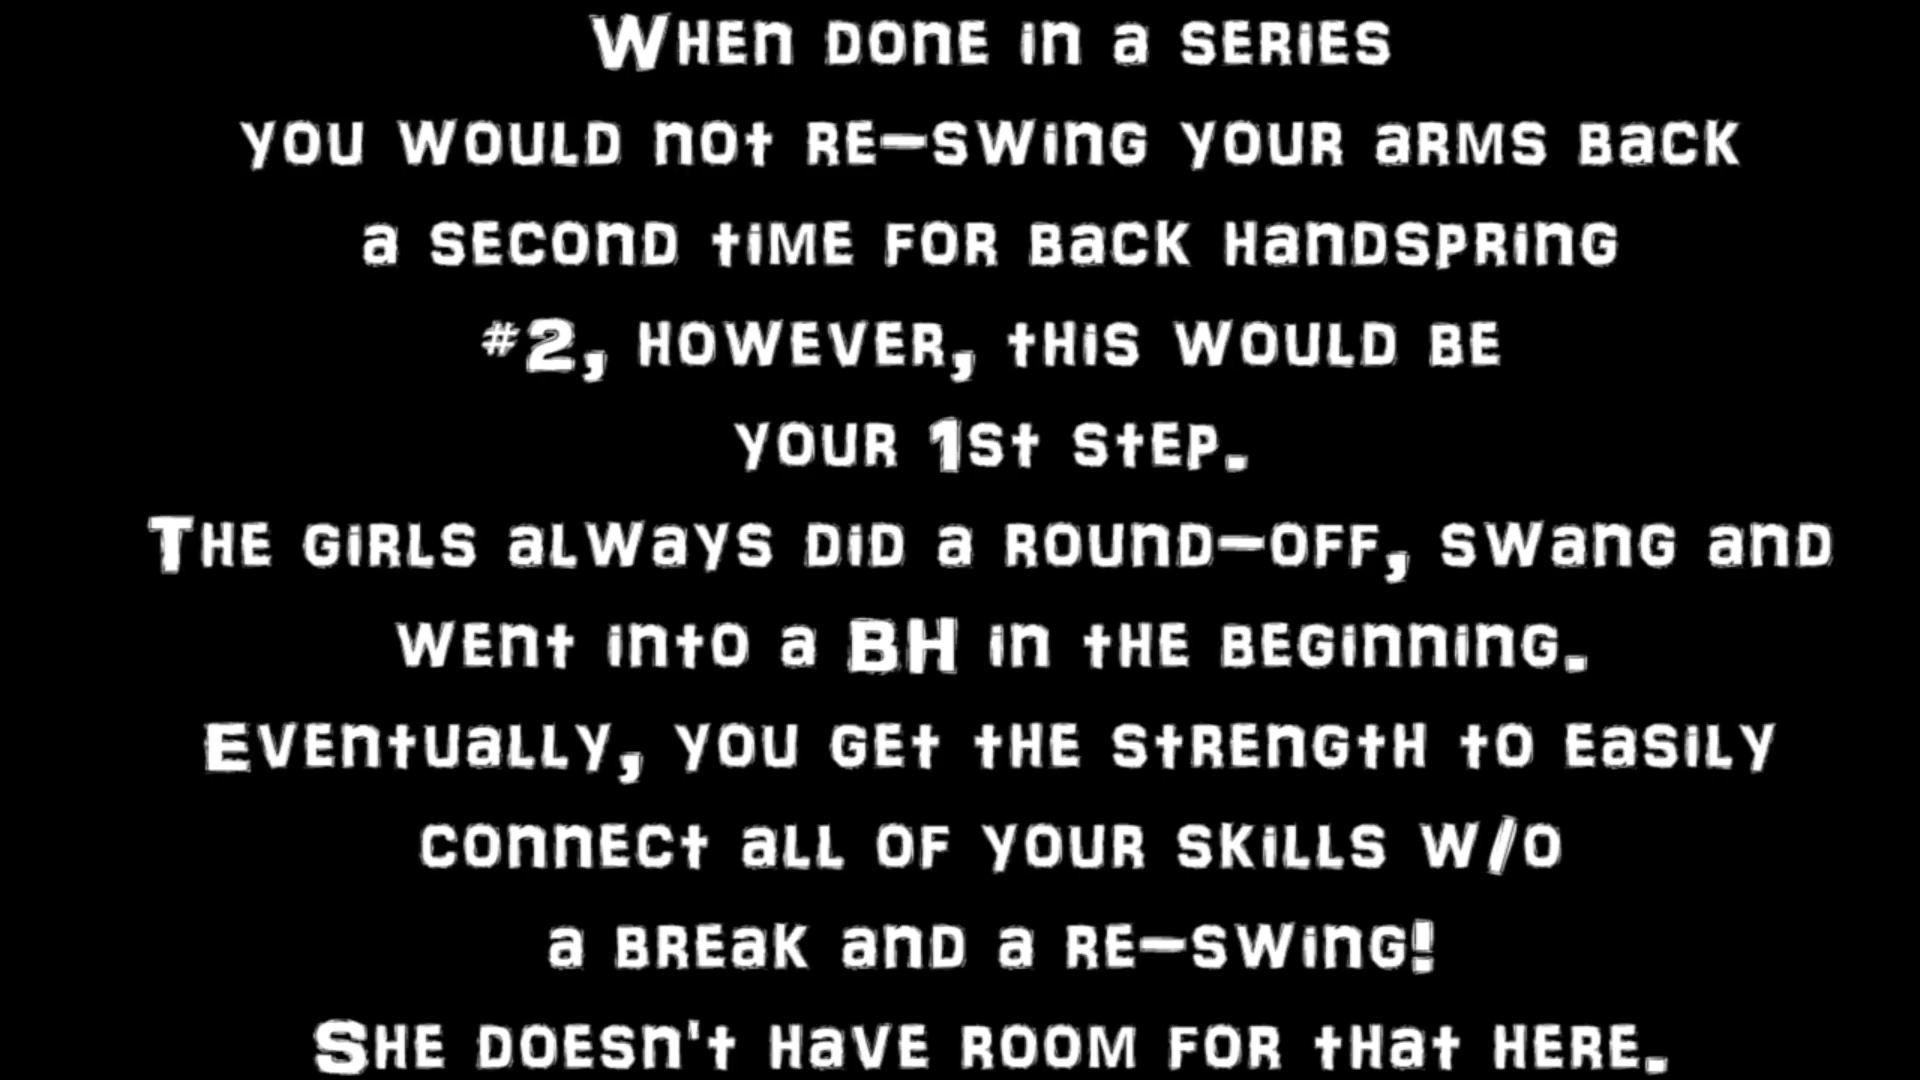 When done in a series
you would not re-swing your arms back
a second time for back handspring
#2, however, this would be
your 1st step.
The girls always did a round-off, swang and
went into a BH in the beginning.
Eventually, you get the strength to easily
connect all of your skills w/o
a break and a re-swing!
She doesn't have room for that here.